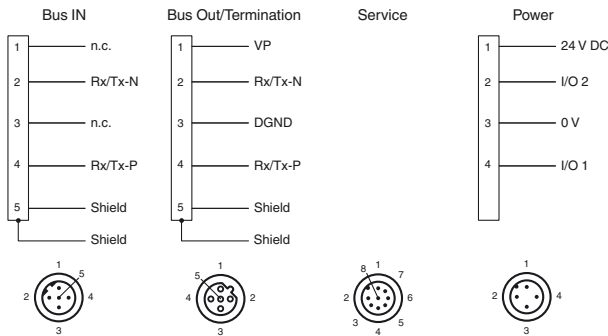 Bus IN
Bus Out/Termination
Service
Power
1 n.c.
2 Rx/Tx-N
3 n.c.
4 Rx/Tx-P
5 Shield
Shield
1 VP
2 Rx/Tx-N
3 DGND
4 Rx/Tx-P
5 Shield
Shield
1 24 V DC
2 I/O 2
3 0 V
4 I/O 1
1
5
2 4
3
1
5
4 2
3
8 1 7
2 6
3 5
4
1
2 4
3